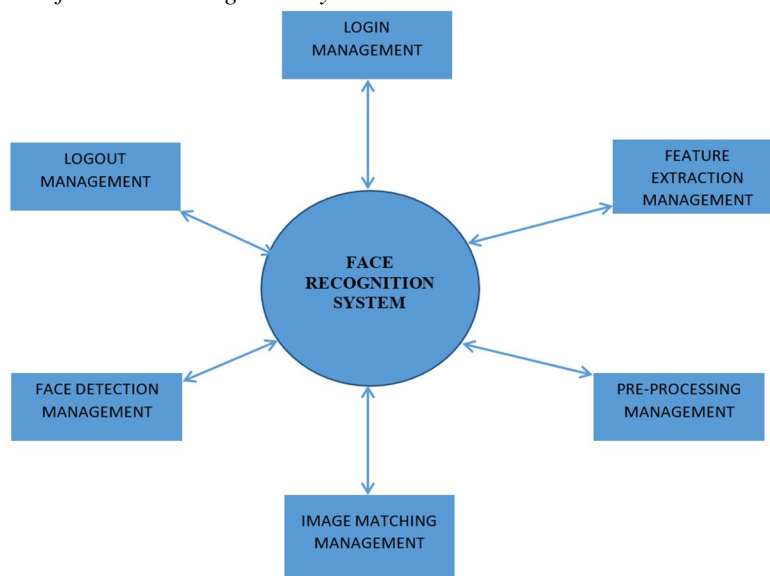 LOGIN
MANAGEMENT
LOGOUT
MANAGEMENT
FEATURE
EXTRACTION
MANAGEMENT
FACE
RECOGNITION
SYSTEM
FACE DETECTION
MANAGEMENT
PRE-PROCESSING
MANAGEMENT
IMAGE MATCHING
MANAGEMENT